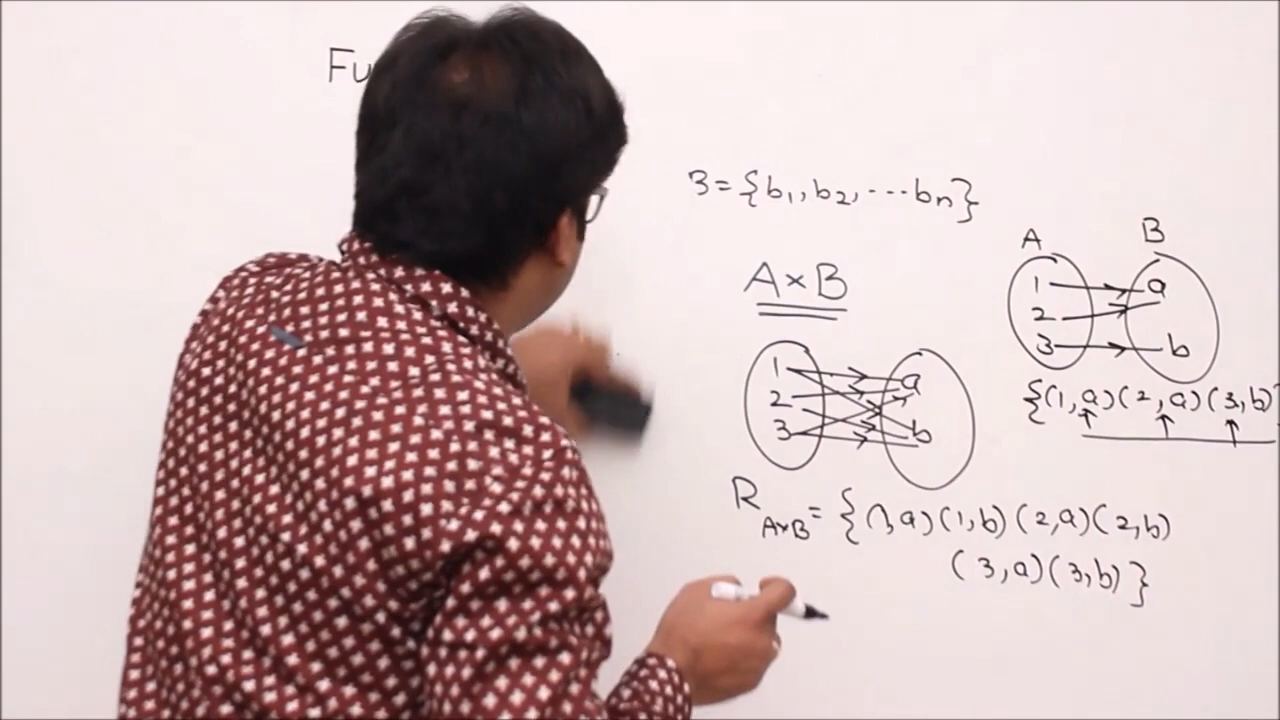 Fu
3={b1,b2,---bn}
A×B
1
2
3
a
b
R A×B = {(1,a)(1,b)(2,a)(2,b)
(3,a)(3,b)}
A B
1 a
2
3 b
{(1,a)(2,a)(3,b)